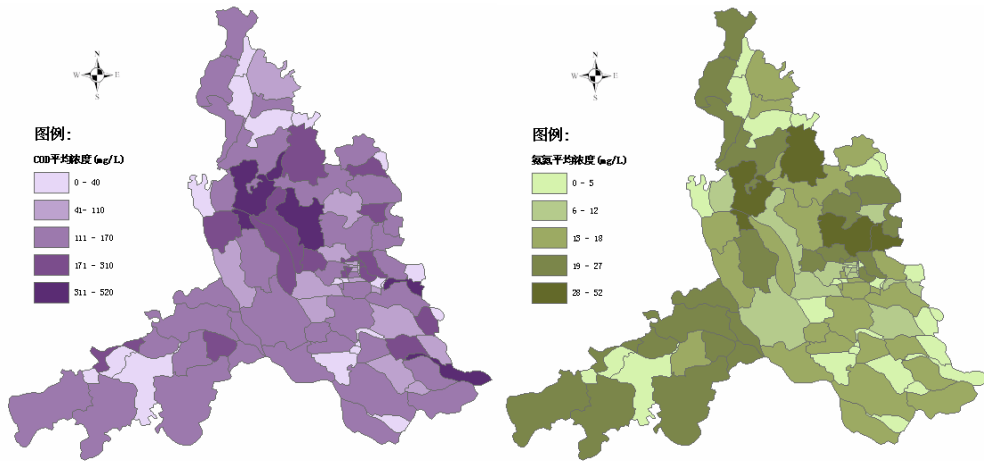 N
W E
S
图例:
COD平均浓度(mg/L)
0 - 40
41 - 110
111 - 170
171 - 310
311 - 520
N
W E
S
图例:
氨氮平均浓度(mg/L)
0 - 5
6 - 12
13 - 18
19 - 27
28 - 52